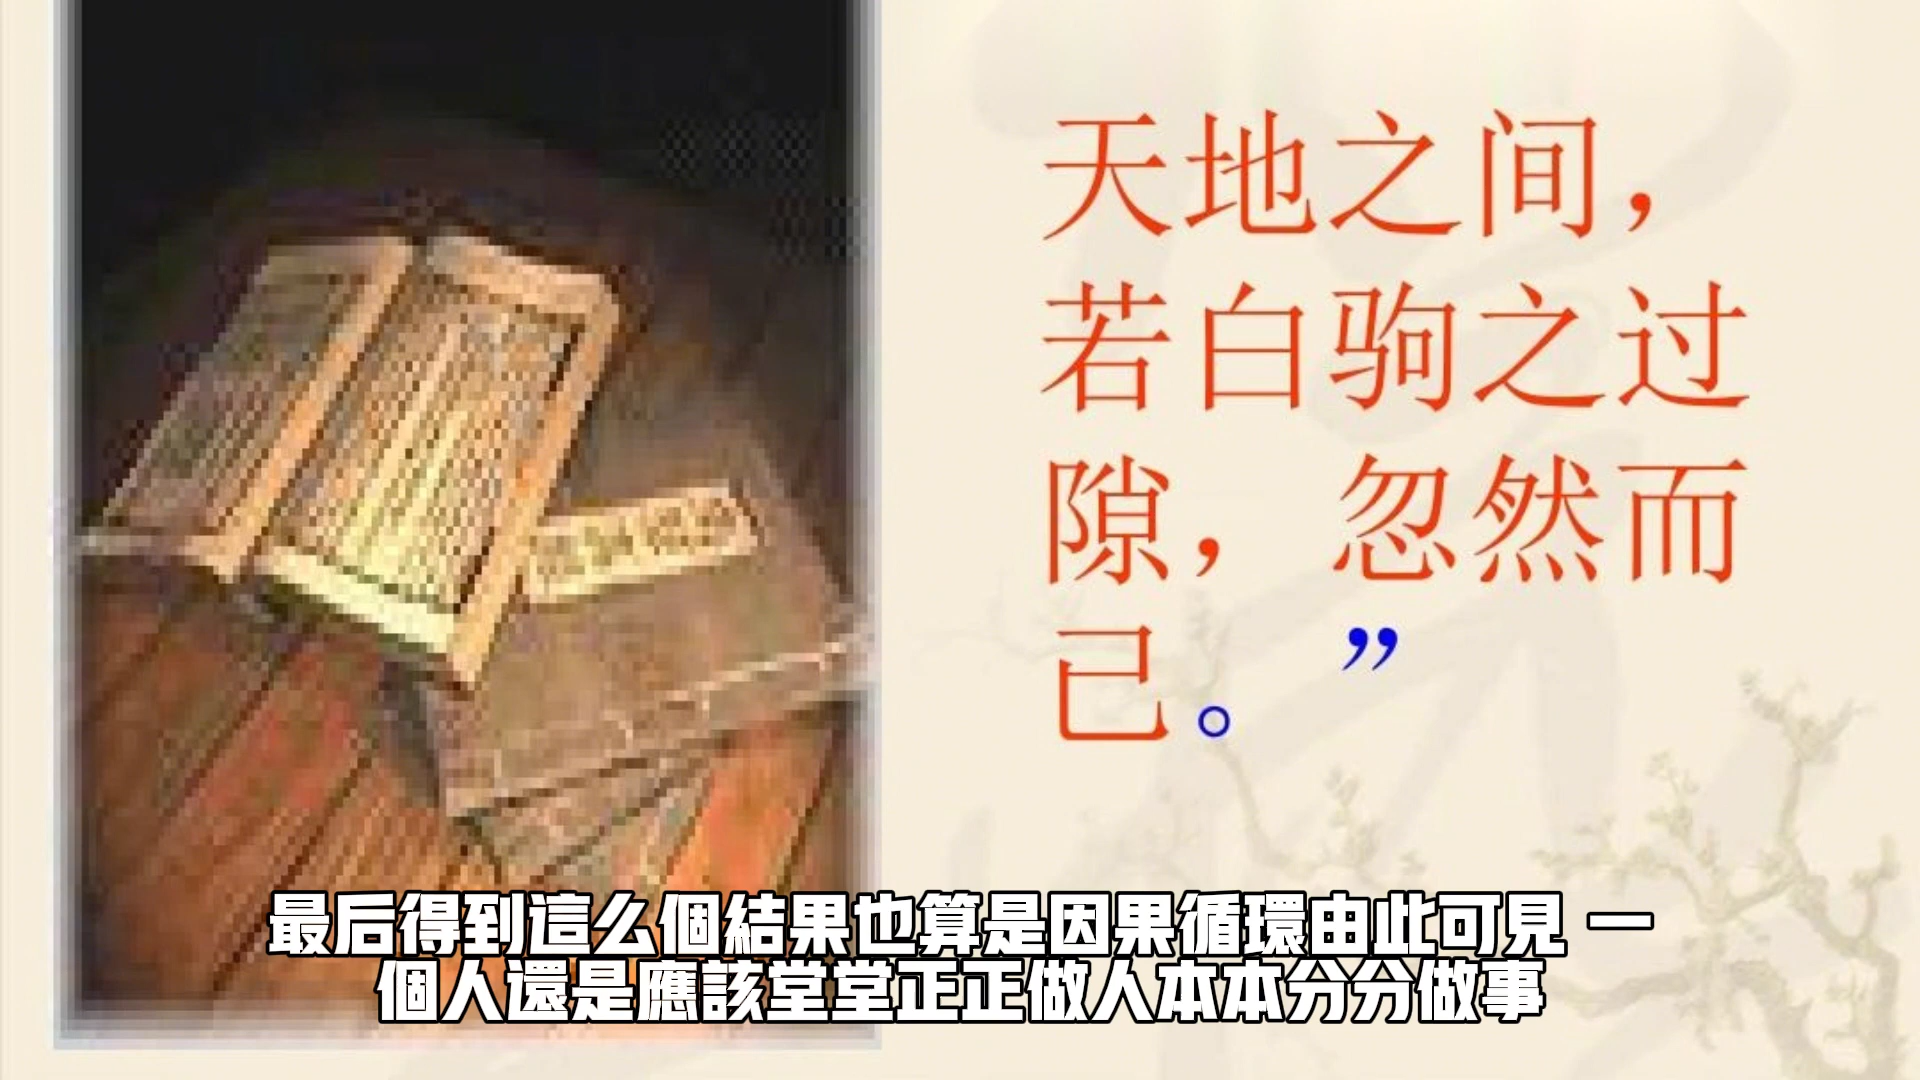 天地之间，
若白驹之过
隙，忽然而
己。”
最后得到這么個結果也算是因果循環由此可見 一
個人還是應該堂堂正正做人本本分分做事